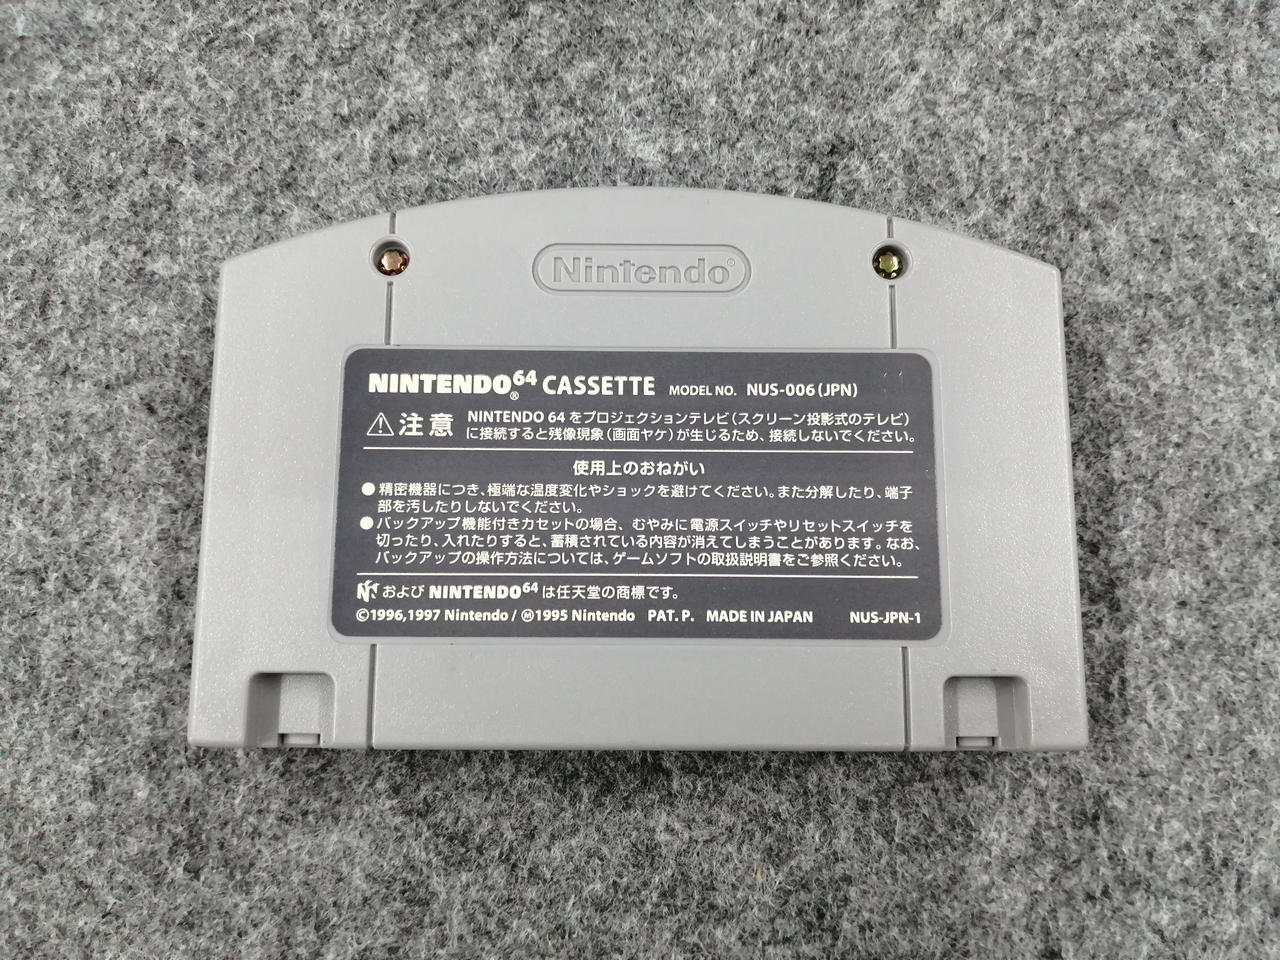 Nintendo®
NINTENDO64® CASSETTE MODEL NO. NUS-006(JPN)
注意 NINTENDO 64 をプロジェクションテレビ(スクリーン投影式のテレビ)
に接続すると残像現象(画面ヤケ)が生じるため、接続しないでください。
使用上のおねがい
●精密機器につき、極端な温度変化やショックを避けてください。また分解したり、端子
部を汚したりしないでください。
●バックアップ機能付きカセットの場合、むやみに電源スイッチやリセットスイッチを
切ったり、入れたりすると、蓄積されている内容が消えてしまうことがあります。なお、
バックアップの操作方法については、ゲームソフトの取扱説明書をご参照ください。
および NINTENDO64 は任天堂の商標です。
©1996,1997 Nintendo/Ⓜ1995 Nintendo PAT. P. MADE IN JAPAN NUS-JPN-1